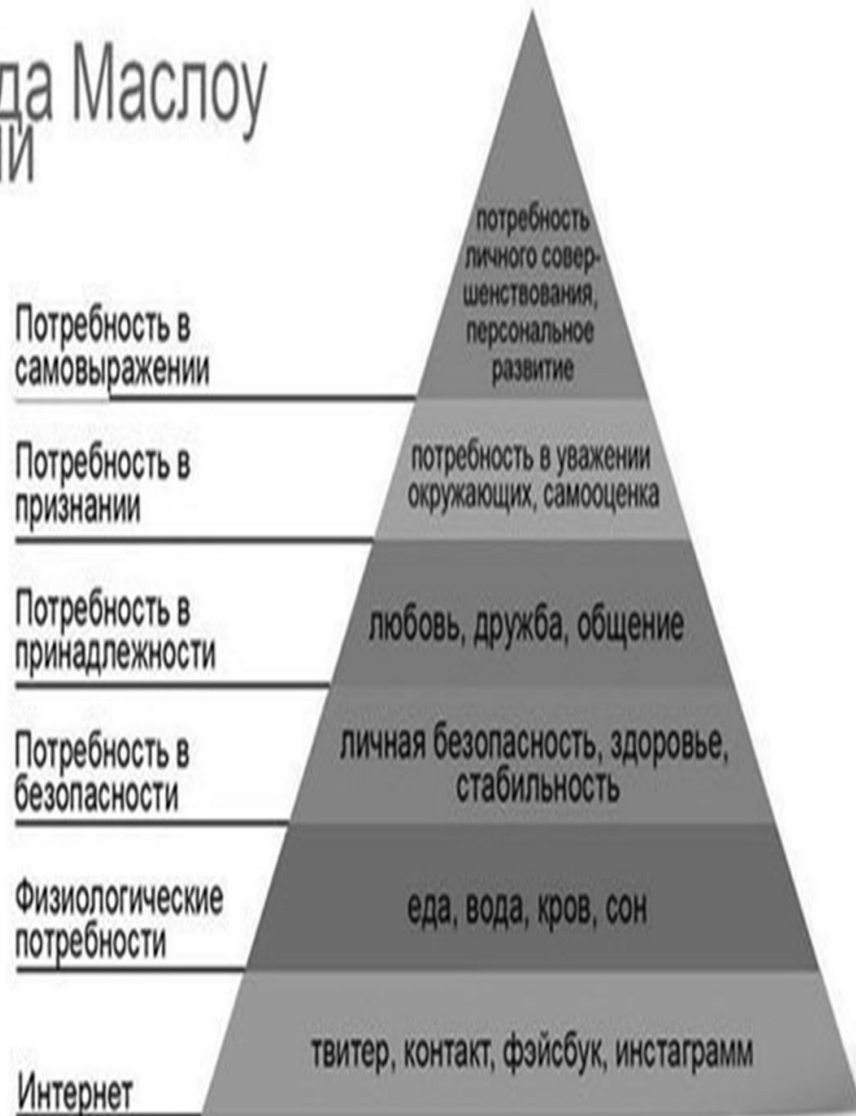 да Маслоу
ии
потребность
личного совер-
шенствования,
персональное
развитие
Потребность в
самовыражении
Потребность в
признании
потребность в уважении
окружающих, самооценка
Потребность в
принадлежности
любовь, дружба, общение
Потребность в
безопасности
личная безопасность, здоровье,
стабильность
Физиологические
потребности
еда, вода, кров, сон
Интернет
твитер, контакт, фэйсбук, инстаграмм